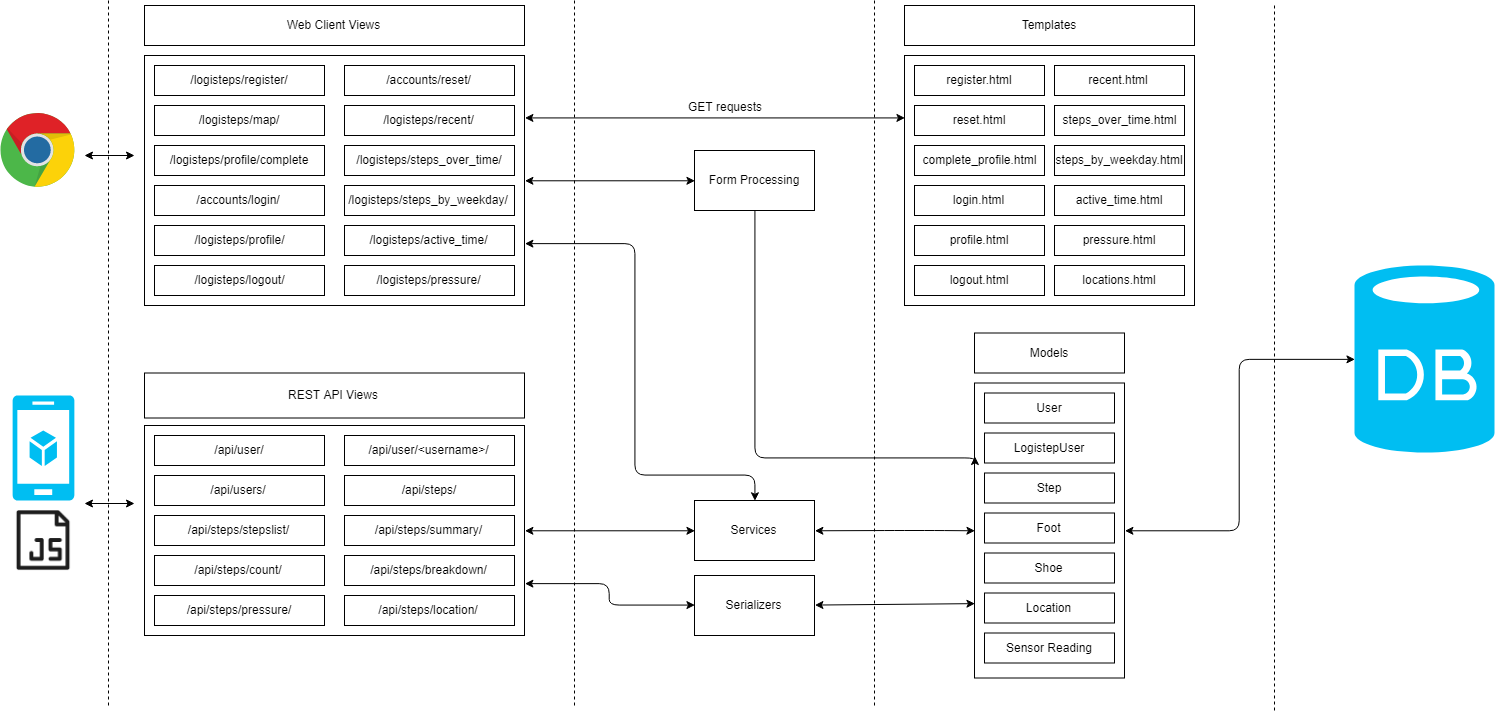 Web Client Views
/logisteps/register/
/accounts/reset/
/logisteps/map/
/logisteps/recent/
/logisteps/profile/complete
/logisteps/steps_over_time/
/accounts/login/
/logisteps/steps_by_weekday/
/logisteps/profile/
/logisteps/active_time/
/logisteps/logout/
/logisteps/pressure/
GET requests
Form Processing
Templates
register.html
recent.html
reset.html
steps_over_time.html
complete_profile.html
steps_by_weekday.html
login.html
active_time.html
profile.html
pressure.html
logout.html
locations.html
REST API Views
/api/user/
/api/user/<username>/
/api/users/
/api/steps/
/api/steps/stepslist/
/api/steps/summary/
/api/steps/count/
/api/steps/breakdown/
/api/steps/pressure/
/api/steps/location/
JS
Services
Serializers
Models
User
LogistepUser
Step
Foot
Shoe
Location
Sensor Reading
DB